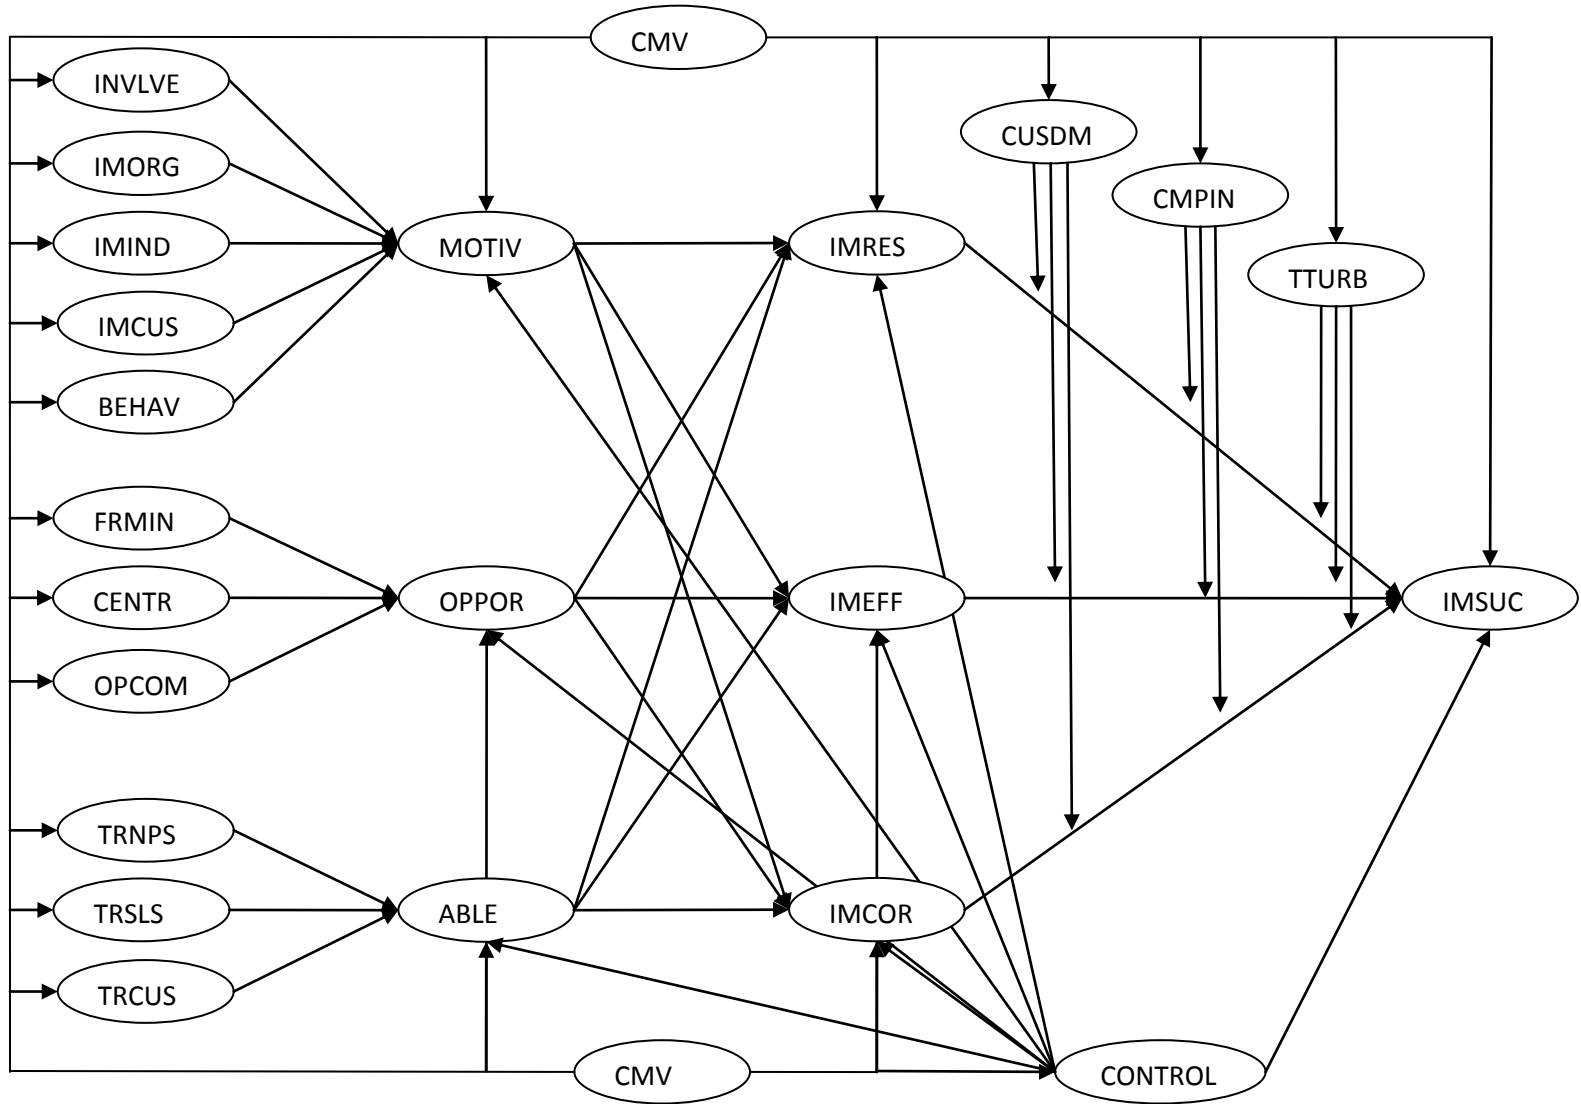 CMV
INVLVE
IMORG
IMIND
IMCUS
BEHAV
FRMIN
CENTR
OPCOM
TRNPS
TRSLS
TRCUS
MOTIV
OPPOR
ABLE
IMRES
IMEFF
IMCOR
CUSDM
CMPIN
TTURB
IMSUC
CMV
CONTROL